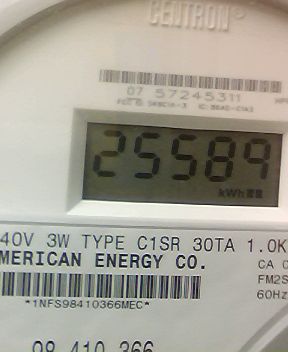 CENTRON®
07 57245311
25589
kWh
40V 3W TYPE C1SR 30TA 1.0K
MERICAN ENERGY CO.
CA 0
FM2S
60Hz
*1NFS98410366MEC*
98 410 366